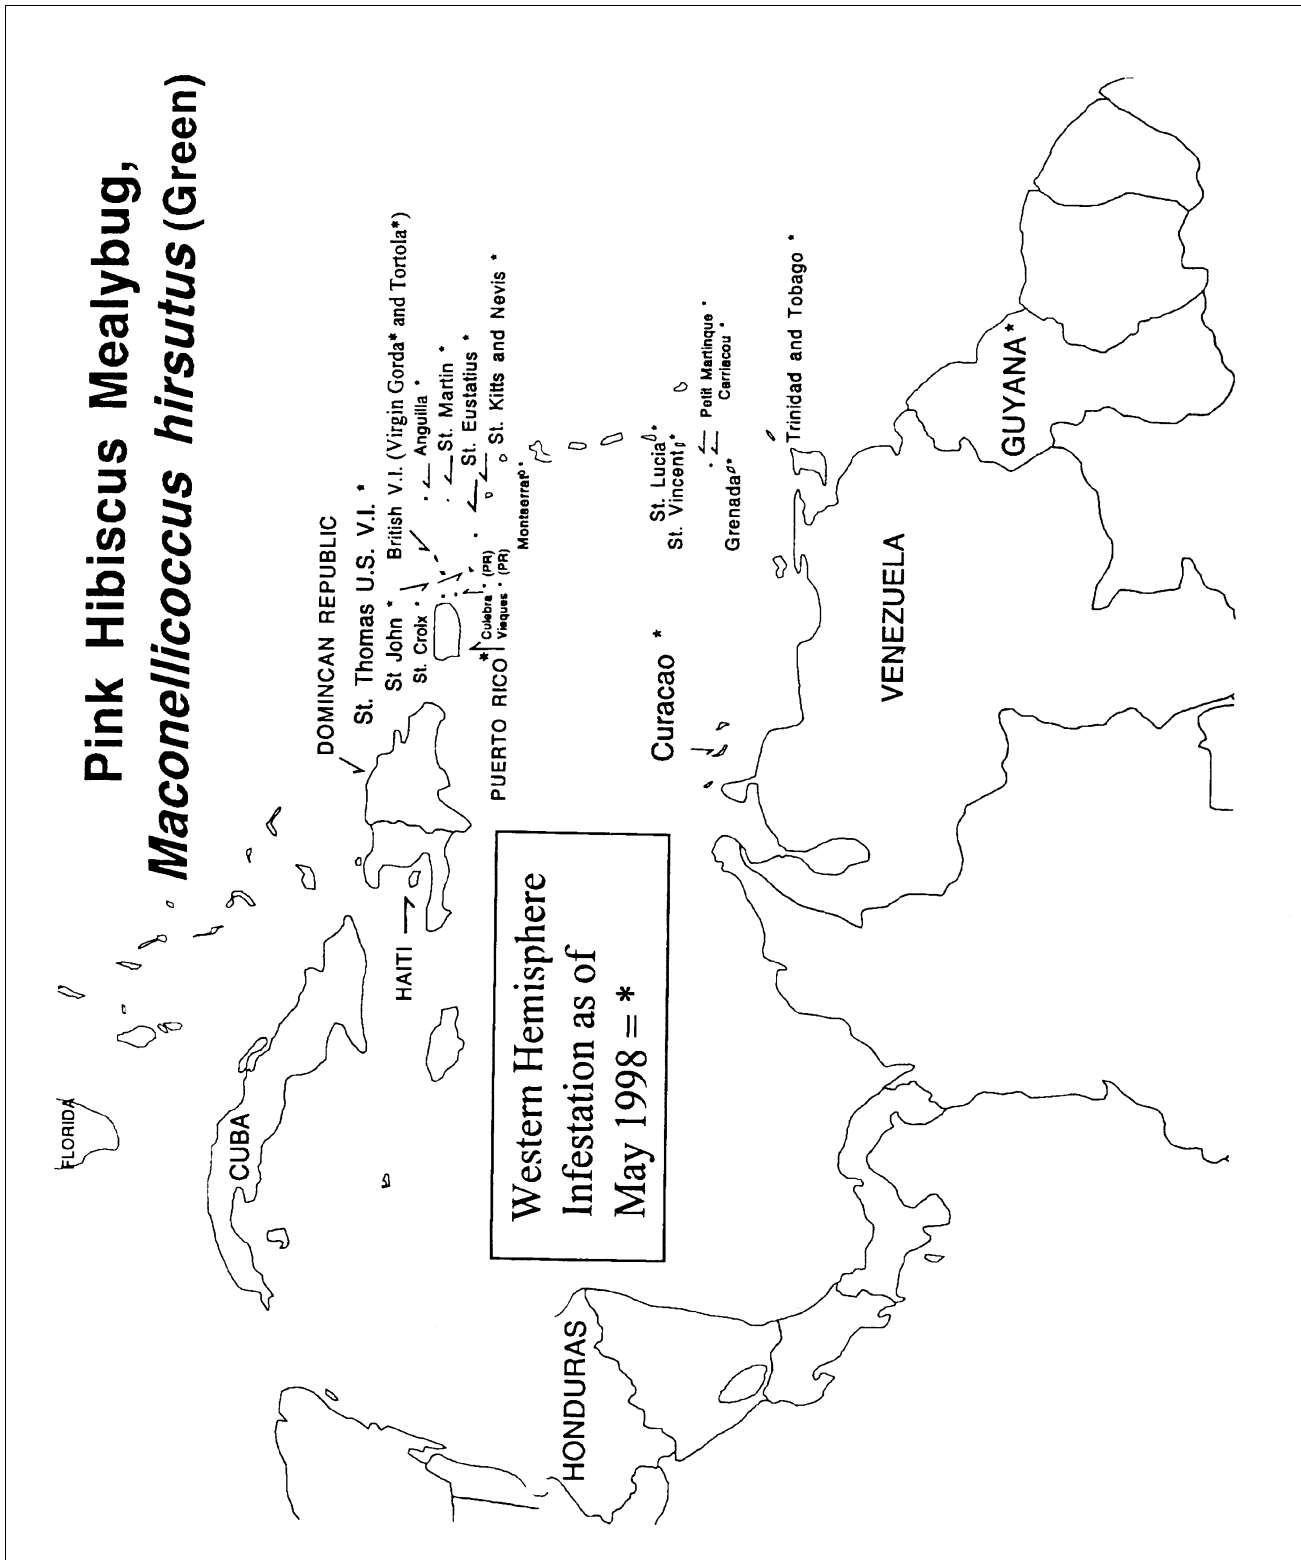 Pink Hibiscus Mealybug,
Maconellicoccus hirsutus (Green)
FLORIDA
CUBA
HAITI
DOMINCAN REPUBLIC
St. Thomas U.S. V.I. *
St John *
St. Croix *
British V.I. (Virgin Gorda* and Tortola*)
Anguilla *
St. Martin *
St. Eustatius *
St. Kitts and Nevis *
* Culebra * (PR)
Vieques * (PR)
PUERTO RICO
Montserrat *
Western Hemisphere
Infestation as of
May 1998 = *
St. Lucia *
St. Vincent *
Petit Martinque *
Carriacou *
Grenada *
Curacao *
Trinidad and Tobago *
HONDURAS
VENEZUELA
GUYANA *